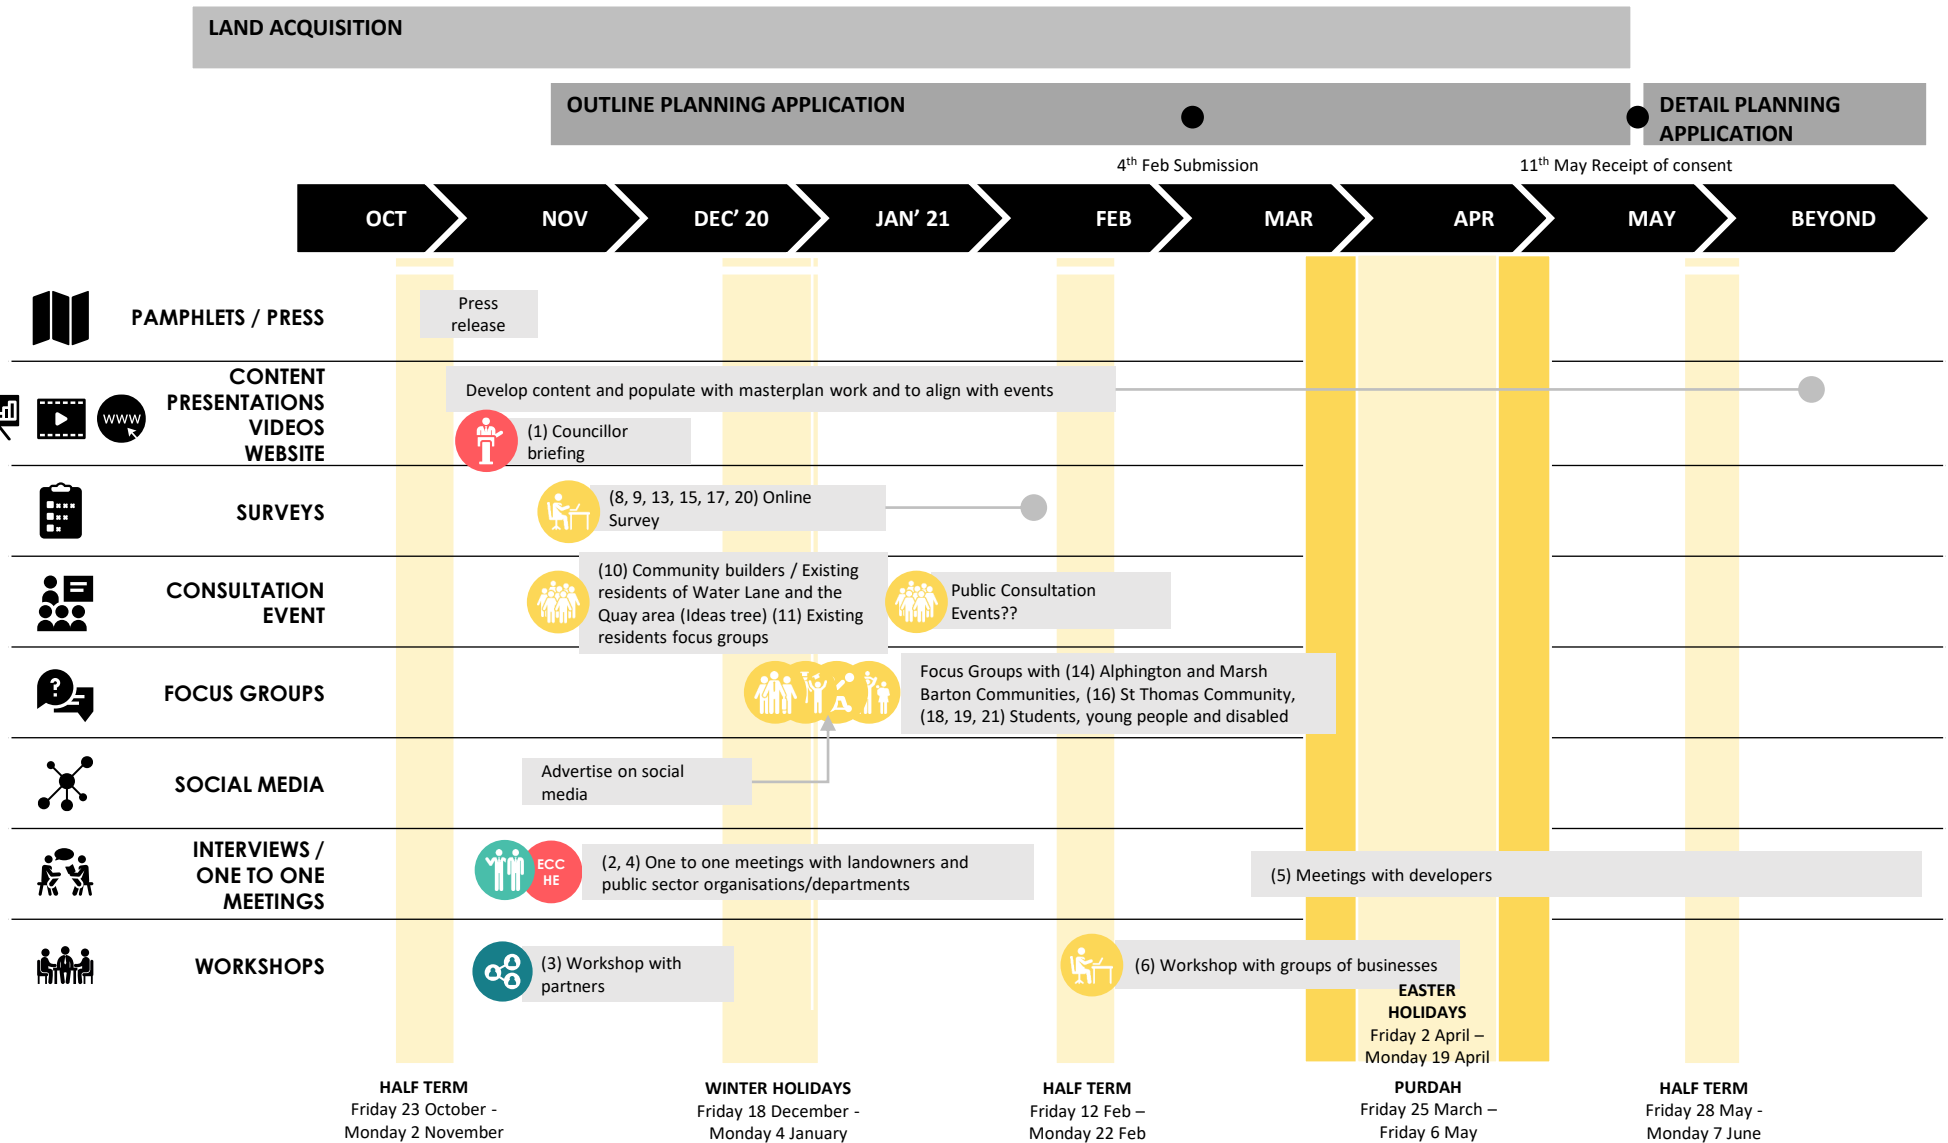 LAND ACQUISITION
OUTLINE PLANNING APPLICATION
DETAIL PLANNING
APPLICATION
4th Feb Submission
11th May Receipt of consent
OCT
NOV
DEC' 20
JAN' 21
FEB
MAR
APR
MAY
BEYOND
PAMPHLETS / PRESS
Press
release
CONTENT
PRESENTATIONS
VIDEOS
WEBSITE
WWW
Develop content and populate with masterplan work and to align with events
(1) Councillor
briefing
SURVEYS
(8, 9, 13, 15, 17, 20) Online
Survey
CONSULTATION
EVENT
(10) Community builders / Existing
residents of Water Lane and the
Quay area (Ideas tree) (11) Existing
residents focus groups
Public Consultation
Events??
FOCUS GROUPS
?
Focus Groups with (14) Alphington and Marsh
Barton Communities, (16) St Thomas Community,
(18, 19, 21) Students, young people and disabled
SOCIAL MEDIA
Advertise on social
media
INTERVIEWS /
ONE TO ONE
MEETINGS
ECC
HE
(2, 4) One to one meetings with landowners and
public sector organisations/departments
(5) Meetings with developers
WORKSHOPS
(3) Workshop with
partners
(6) Workshop with groups of businesses
EASTER
HOLIDAYS
Friday 2 April –
Monday 19 April
HALF TERM
Friday 23 October -
Monday 2 November
WINTER HOLIDAYS
Friday 18 December -
Monday 4 January
HALF TERM
Friday 12 Feb –
Monday 22 Feb
PURDAH
Friday 25 March –
Friday 6 May
HALF TERM
Friday 28 May -
Monday 7 June